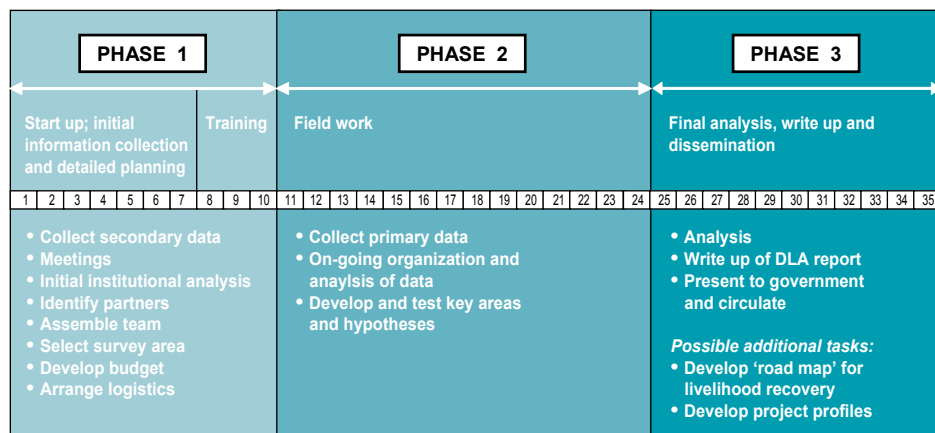 PHASE 1
PHASE 2
PHASE 3
Start up; initial
information collection
and detailed planning
Training
Field work
Final analysis, write up and
dissemination
1 2 3 4 5 6 7 8 9 10 11 12 13 14 15 16 17 18 19 20 21 22 23 24 25 26 27 28 29 30 31 32 33 34 35
• Collect secondary data
• Meetings
• Initial institutional analysis
• Identify partners
• Assemble team
• Select survey area
• Develop budget
• Arrange logistics
• Collect primary data
• On-going organization and
anaylsis of data
• Develop and test key areas
and hypotheses
• Analysis
• Write up of DLA report
• Present to government
and circulate
Possible additional tasks:
• Develop ‘road map’ for
livelihood recovery
• Develop project profiles